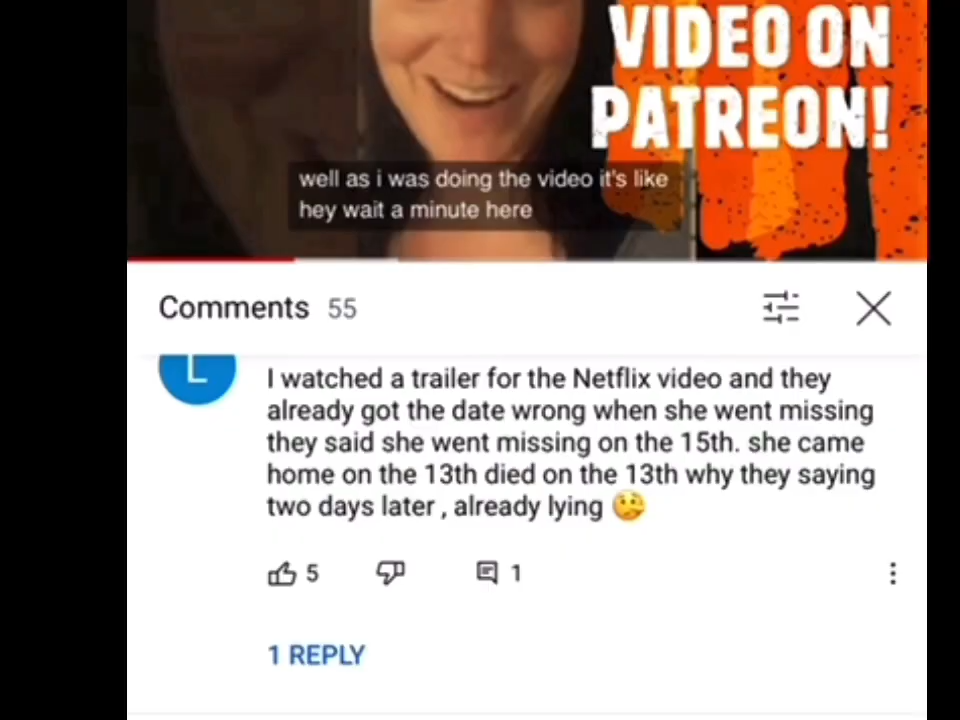 VIDEO ON
PATREON!
well as i was doing the video it's like
hey wait a minute here
Comments 55
L
I watched a trailer for the Netflix video and they
already got the date wrong when she went missing
they said she went missing on the 15th. she came
home on the 13th died on the 13th why they saying
two days later , already lying 🤨
5
1
1 REPLY